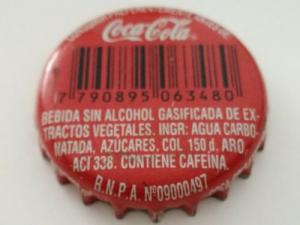 Coca-Cola
7 790895 063480
BEBIDA SIN ALCOHOL GASIFICADA DE EX-
TRACTOS VEGETALES. INGR: AGUA CARBO-
NATADA, AZUCARES, COL 150 d. ARO,
ACI 338. CONTIENE CAFEÍNA
R.N.P.A. Nº09000497